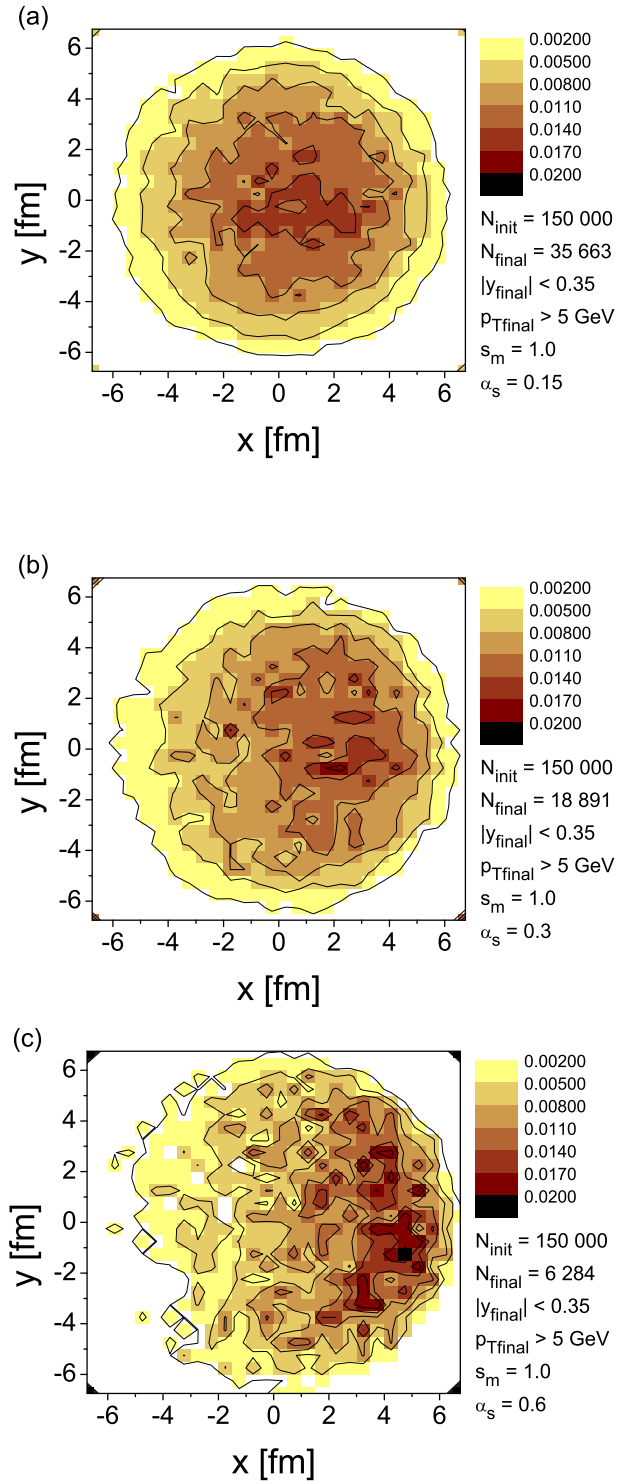 (a)
6
4
2
0
-2
-4
-6
y [fm]
-6 -4 -2 0 2 4 6
x [fm]
0.00200
0.00500
0.00800
0.0110
0.0140
0.0170
0.0200
N_init = 150 000
N_final = 35 663
|y_final| < 0.35
p_Tfinal > 5 GeV
s_m = 1.0
α_s = 0.15
(b)
6
4
2
0
-2
-4
-6
y [fm]
-6 -4 -2 0 2 4 6
x [fm]
0.00200
0.00500
0.00800
0.0110
0.0140
0.0170
0.0200
N_init = 150 000
N_final = 18 891
|y_final| < 0.35
p_Tfinal > 5 GeV
s_m = 1.0
α_s = 0.3
(c)
6
4
2
0
-2
-4
-6
y [fm]
-6 -4 -2 0 2 4 6
x [fm]
0.00200
0.00500
0.00800
0.0110
0.0140
0.0170
0.0200
N_init = 150 000
N_final = 6 284
|y_final| < 0.35
p_Tfinal > 5 GeV
s_m = 1.0
α_s = 0.6